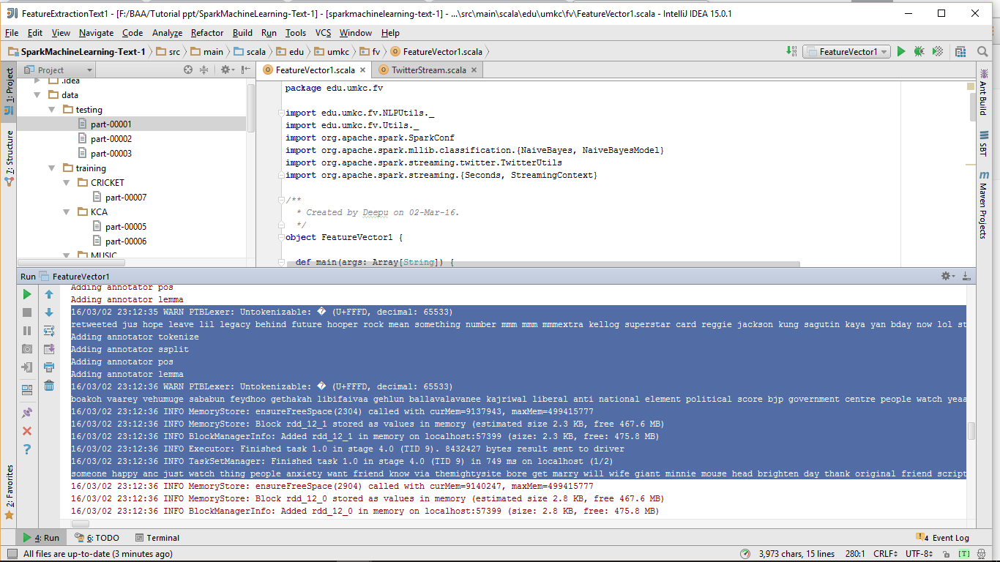 FeatureExtractionText1 - [F:/BAA/Tutorial ppt/SparkMachineLearning-Text-1] - [sparkmachinelearning-text-1] - ...\src\main\scala\edu\umkc\fv\FeatureVector1.scala - IntelliJ IDEA 15.0.1
File Edit View Navigate Code Analyze Refactor Build Run Tools VCS Window Help
SparkMachineLearning-Text-1 src main scala edu umkc fv FeatureVector1.scala FeatureVector1
Project FeatureVector1.scala TwitterStream.scala
1: Project
7: Structure
2: Favorites
.idea
data
testing
part-00001
part-00002
part-00003
training
CRICKET
part-00007
KCA
part-00005
part-00006
MUSIC
package edu.umkc.fv
import edu.umkc.fv.NLPUtils._
import edu.umkc.fv.Utils._
import org.apache.spark.SparkConf
import org.apache.spark.mllib.classification.{NaiveBayes, NaiveBayesModel}
import org.apache.spark.streaming.twitter.TwitterUtils
import org.apache.spark.streaming.{Seconds, StreamingContext}
/**
* Created by Deepu on 02-Mar-16.
*/
object FeatureVector1 {
def main(args: Array[String]) {
Ant Build
SBT
Maven Projects
Run FeatureVector1
Adding annotator pos
Adding annotator lemma
16/03/02 23:12:35 WARN PTBLexer: Untokenizable: � (U+FFFD, decimal: 65533)
retweeted jus hope leave lil legacy behind future hooper rock mean something number mmm mmm mmmextra kellog superstar card reggie jackson kung sagutin kaya yan bday now lol st
Adding annotator tokenize
Adding annotator ssplit
Adding annotator pos
Adding annotator lemma
16/03/02 23:12:36 WARN PTBLexer: Untokenizable: � (U+FFFD, decimal: 65533)
boakoh vaarey vehumuge sababun feydhoo gethakah libifaivaa gehlun ballavalavanee kajriwal liberal anti national element political score bjp government centre people watch yeaa
16/03/02 23:12:36 INFO MemoryStore: ensureFreeSpace(2304) called with curMem=9137943, maxMem=499415777
16/03/02 23:12:36 INFO MemoryStore: Block rdd_12_1 stored as values in memory (estimated size 2.3 KB, free 467.6 MB)
16/03/02 23:12:36 INFO BlockManagerInfo: Added rdd_12_1 in memory on localhost:57399 (size: 2.3 KB, free: 475.8 MB)
16/03/02 23:12:36 INFO Executor: Finished task 1.0 in stage 4.0 (TID 9). 8432427 bytes result sent to driver
16/03/02 23:12:36 INFO TaskSetManager: Finished task 1.0 in stage 4.0 (TID 9) in 749 ms on localhost (1/2)
someone happy anc just watch thing people anxiety want friend know via themightysite bore get marry will wife giant minnie mouse head brighten day thank original friend script
16/03/02 23:12:36 INFO MemoryStore: ensureFreeSpace(2904) called with curMem=9140247, maxMem=499415777
16/03/02 23:12:36 INFO MemoryStore: Block rdd_12_0 stored as values in memory (estimated size 2.8 KB, free 467.6 MB)
16/03/02 23:12:36 INFO BlockManagerInfo: Added rdd_12_0 in memory on localhost:57399 (size: 2.8 KB, free: 475.8 MB)
4: Run 6: TODO Terminal 4 Event Log
All files are up-to-date (3 minutes ago) 3,973 chars, 15 lines 280:1 CRLF UTF-8 [T]